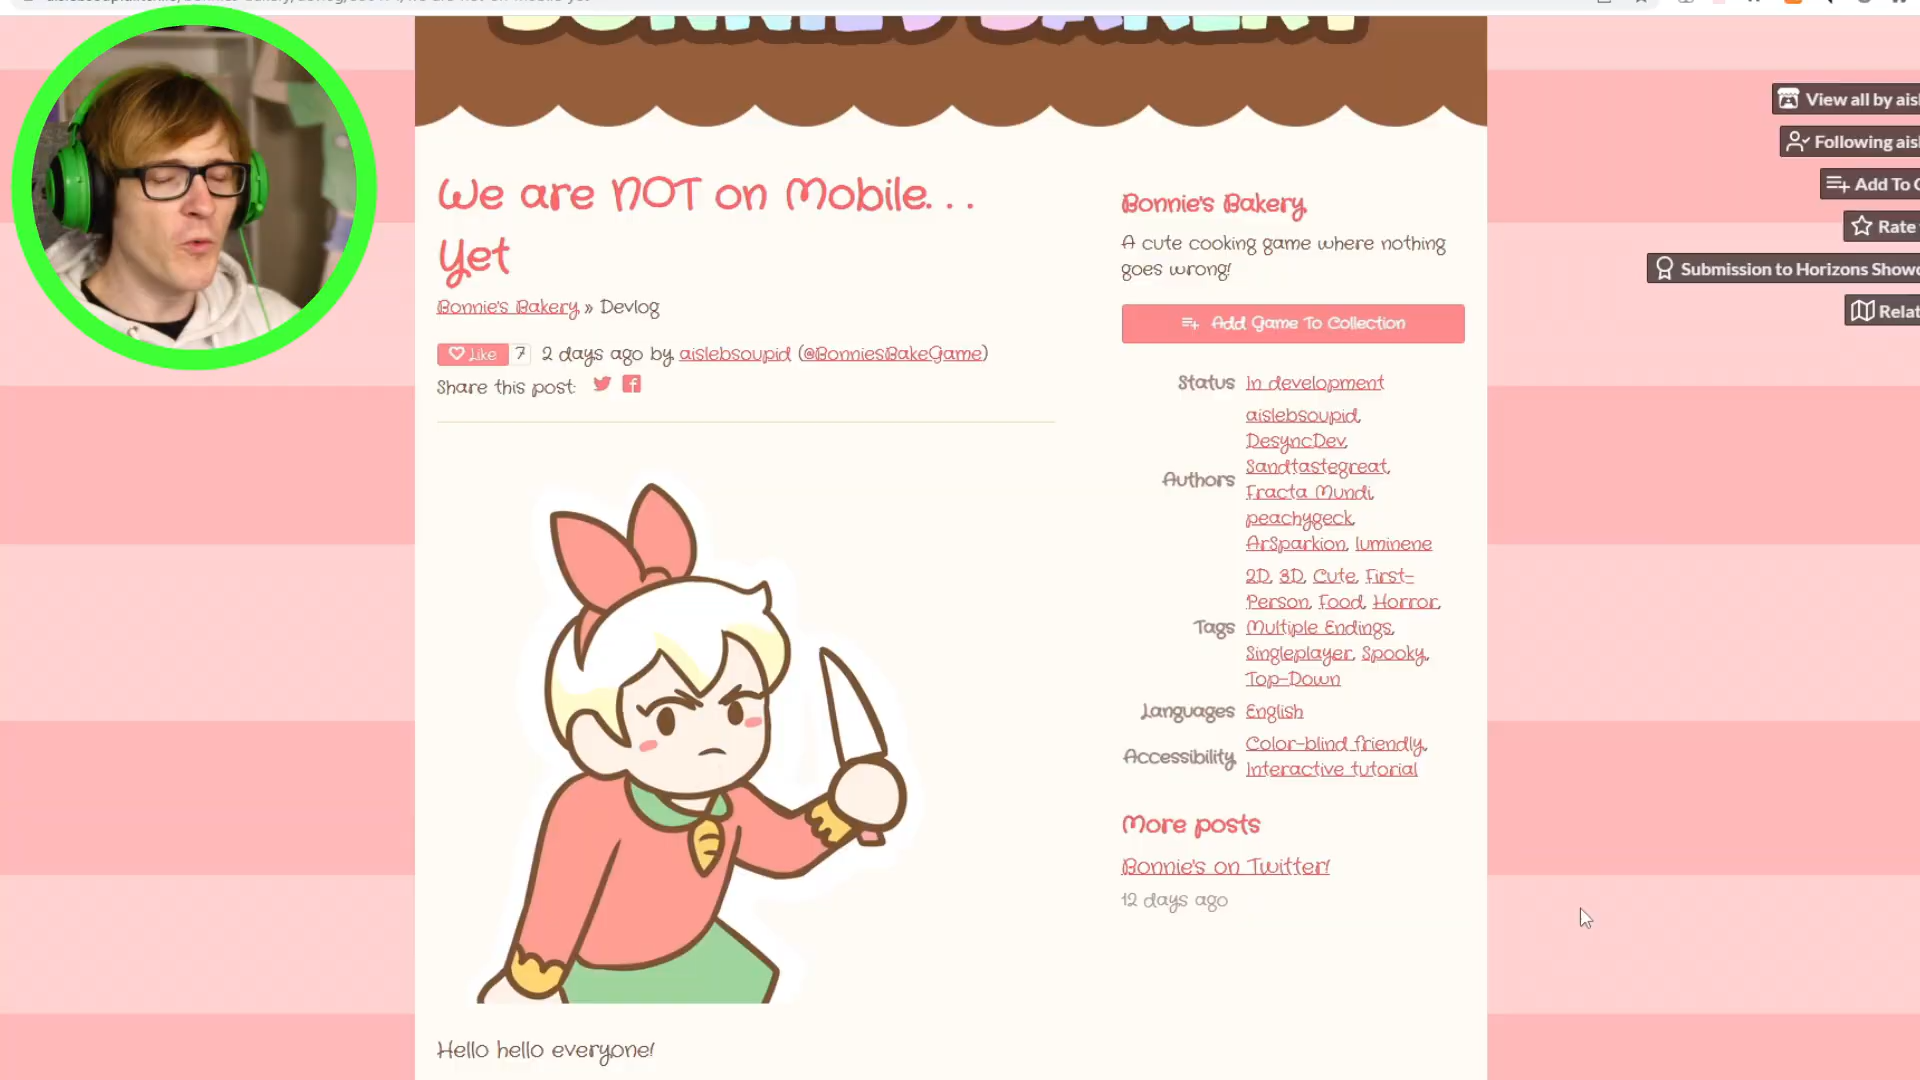 BONNIE'S BAKERY
View all by ais
Following aisl
Add To C
Rate
Submission to Horizons Showc
Relat
We are NOT on Mobile. . .
Yet
Bonnie's Bakery » Devlog
Like 7 2 days ago by aislebsoupid (@BonniesBakeGame)
Share this post:
Bonnie's Bakery
A cute cooking game where nothing
goes wrong!
Add Game To Collection
Status In development
Authors aislebsoupid,
DesyncDev,
Sandtastegreat,
Fracta Mundi,
peachygeck,
ArSparkion, luminene
Tags 2D, 3D, Cute, First-
Person, Food, Horror,
Multiple Endings,
Singleplayer, Spooky,
Top-Down
Languages English
Accessibility Color-blind friendly,
Interactive tutorial
More posts
Bonnie's on Twitter!
12 days ago
Hello hello everyone!